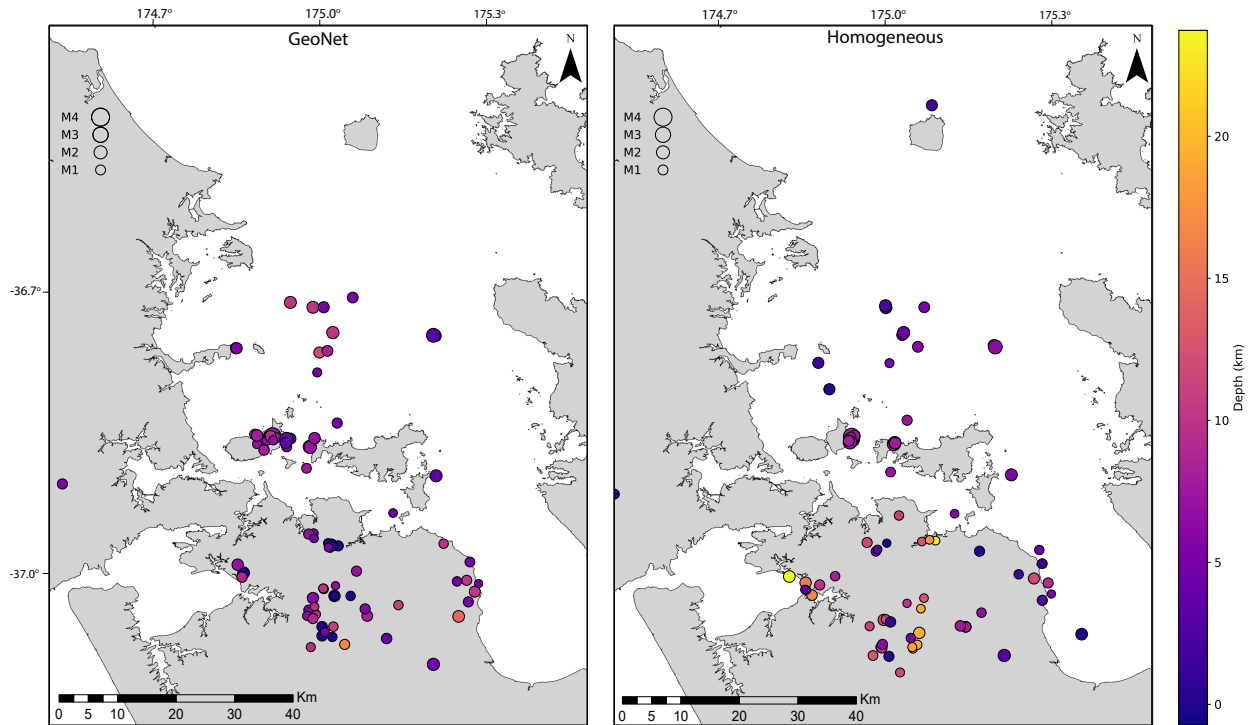 174.7° 175.0° 175.3° 174.7° 175.0° 175.3°
GeoNet Homogeneous
N N
M4 M4
M3 M3
M2 M2
M1 M1
20
-36.7°
15
Depth (km)
10
5
-37.0°
Km Km
0 5 10 20 30 40 0 5 10 20 30 40
0